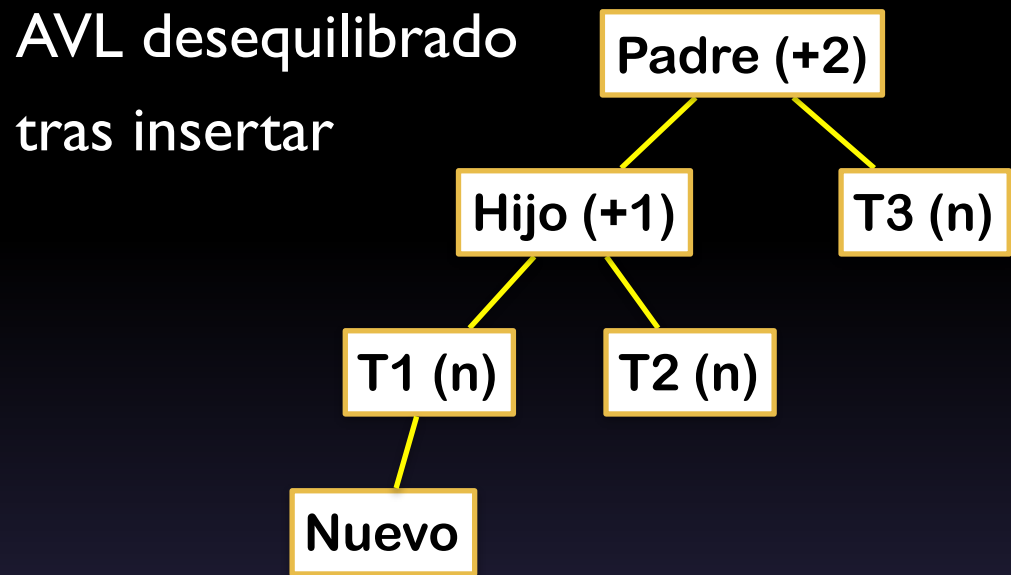 AVL desequilibrado
tras insertar
Padre (+2)
Hijo (+1)
T3 (n)
T1 (n)
T2 (n)
Nuevo